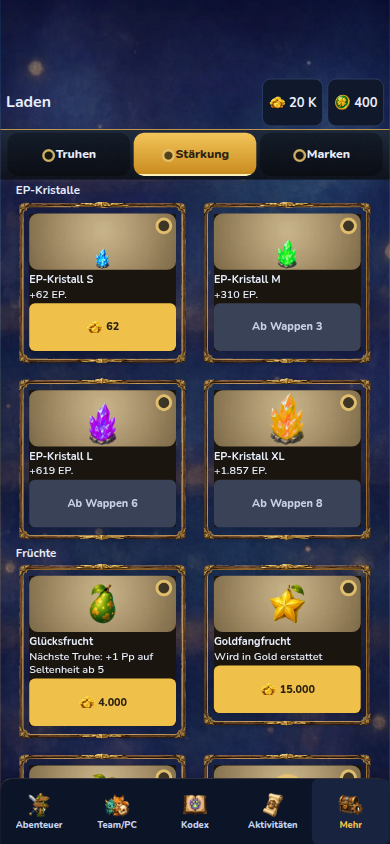 Laden
20 K
400
Truhen
Stärkung
Marken
EP-Kristalle
EP-Kristall S
+62 EP.
62
EP-Kristall M
+310 EP.
Ab Wappen 3
EP-Kristall L
+619 EP.
Ab Wappen 6
EP-Kristall XL
+1.857 EP.
Ab Wappen 8
Früchte
Glücksfrucht
Nächste Truhe: +1 Pp auf
Seltenheit ab 5
4.000
Goldfangfrucht
Wird in Gold erstattet
15.000
Abenteuer
Team/PC
Kodex
Aktivitäten
Mehr